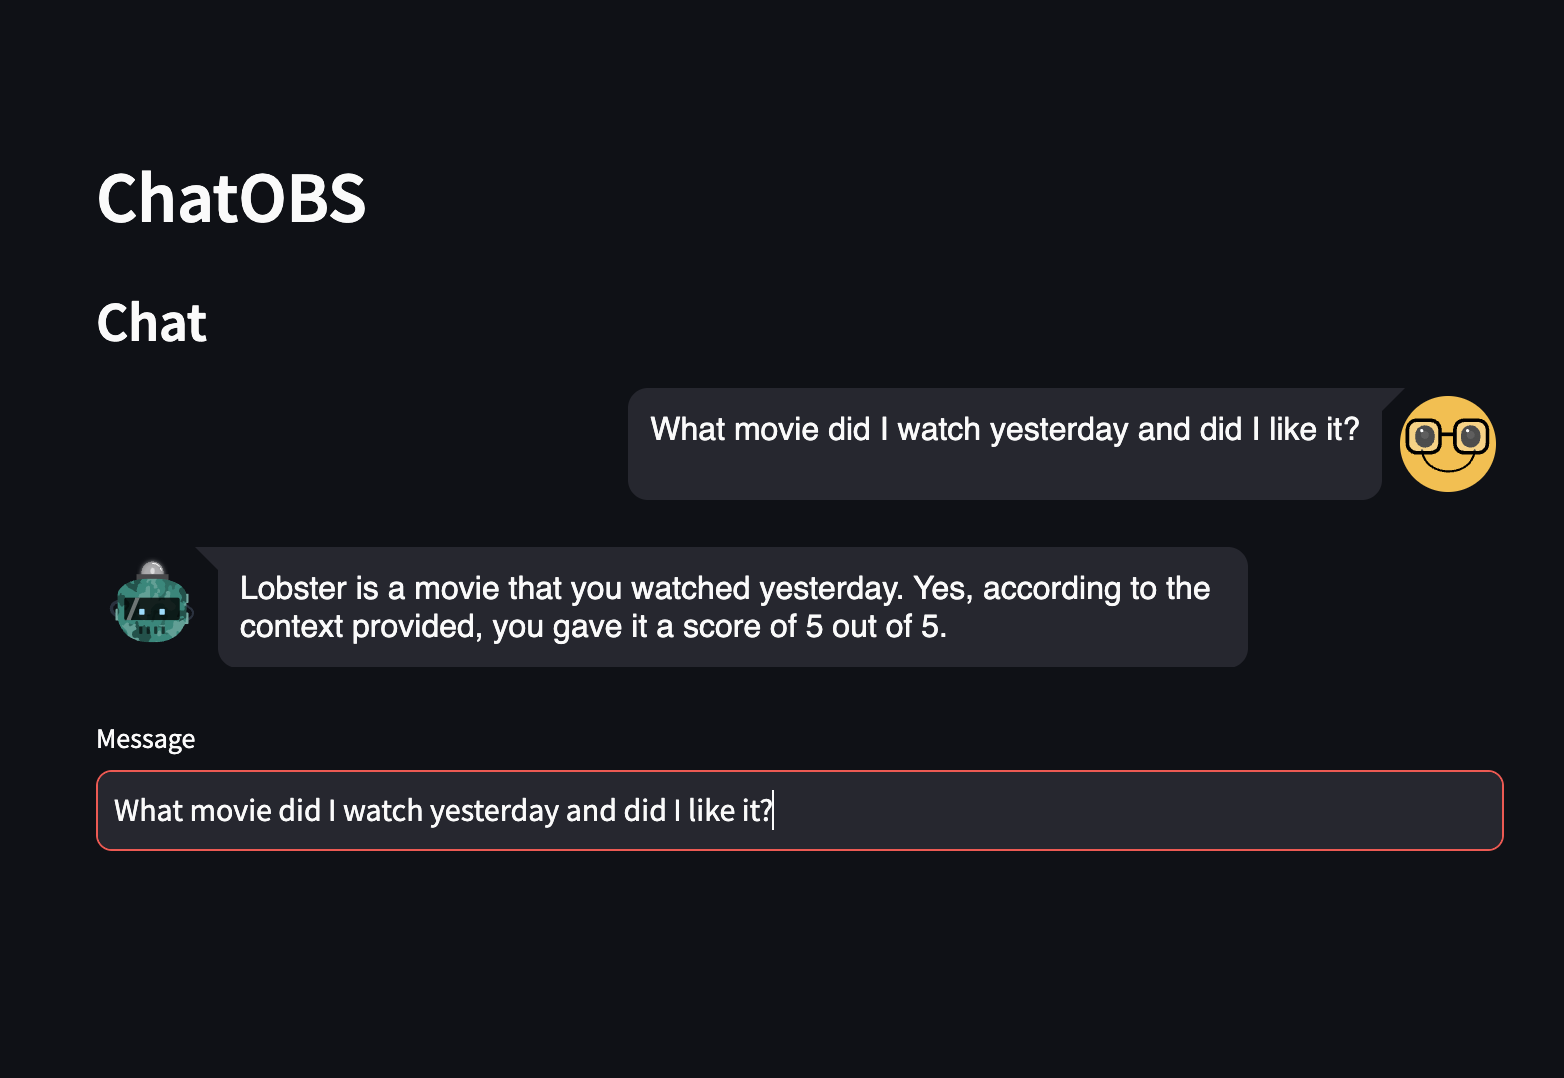 ChatOBS
Chat
What movie did I watch yesterday and did I like it?
Lobster is a movie that you watched yesterday. Yes, according to the
context provided, you gave it a score of 5 out of 5.
Message
What movie did I watch yesterday and did I like it?